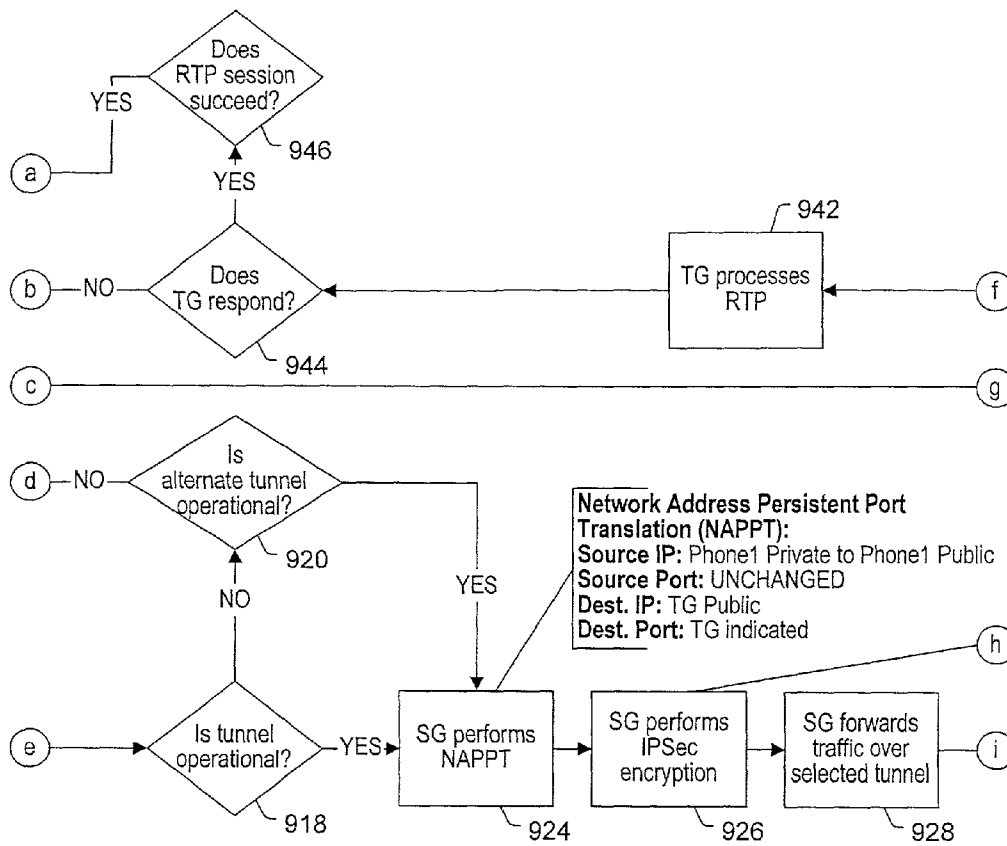 Does
RTP session
succeed?
YES
946
a
YES
942
b
NO
Does
TG respond?
TG processes
RTP
f
944
c
g
d
NO
Is
alternate tunnel
operational?
920
Network Address Persistent Port
Translation (NAPPT):
Source IP: Phone1 Private to Phone1 Public
Source Port: UNCHANGED
Dest. IP: TG Public
Dest. Port: TG indicated
YES
NO
h
e
Is tunnel
operational?
YES
SG performs
NAPPT
SG performs
IPSec
encryption
SG forwards
traffic over
selected tunnel
i
918
924
926
928